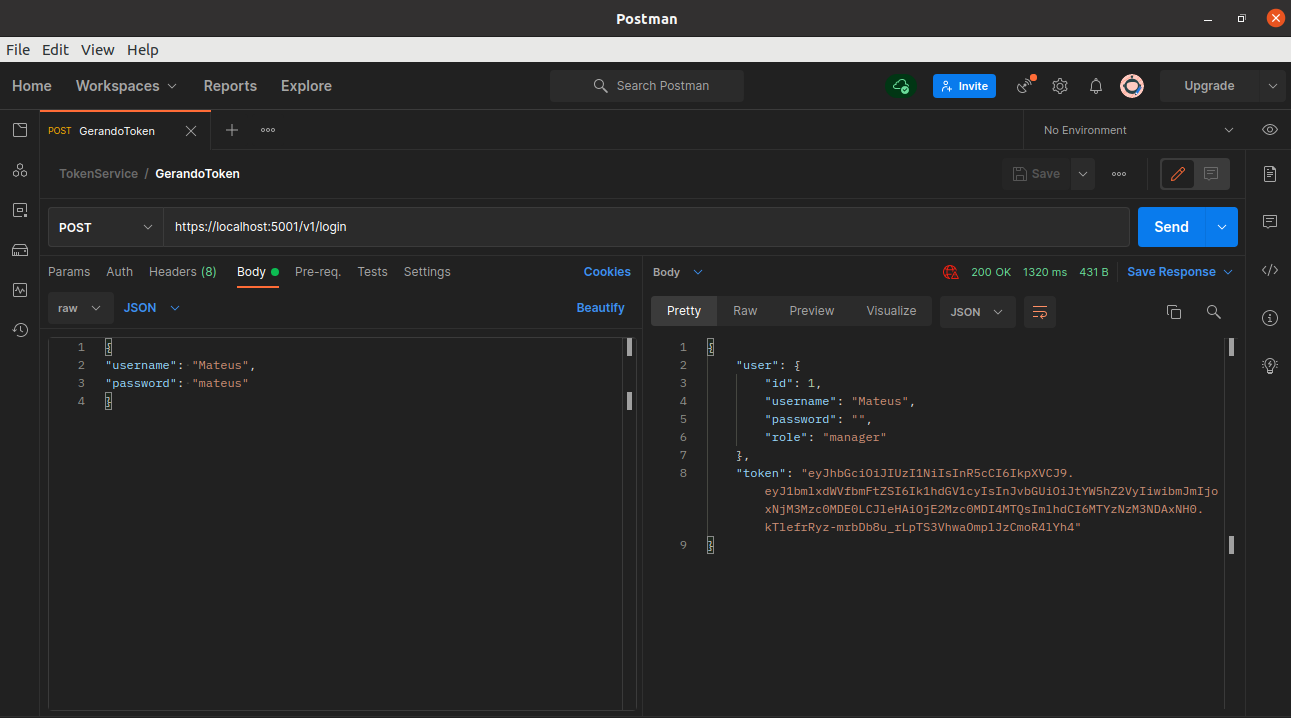 Postman
File Edit View Help
Home Workspaces Reports Explore Search Postman Invite Upgrade
POST GerandoToken No Environment
TokenService / GerandoToken Save
POST https://localhost:5001/v1/login Send
Params Auth Headers (8) Body Pre-req. Tests Settings Cookies
raw JSON Beautify
1 {
2 "username": "Mateus",
3 "password": "mateus"
4 }
Body 200 OK 1320 ms 431 B Save Response
Pretty Raw Preview Visualize JSON
1 {
2 "user": {
3 "id": 1,
4 "username": "Mateus",
5 "password": "",
6 "role": "manager"
7 },
8 "token": "eyJhbGciOiJIUzI1NiIsInR5cCI6IkpXVCJ9.
eyJ1bmlxdWVfbmFtZSI6Ik1hdGV1cyIsInJvbGUiOiJtYW5hZ2VyIiwibmJmIjo
xNjM3Mzc0MDE0LCJleHAiOjE2Mzc0MDI4MTQsImlhdCI6MTYzNzM3NDAxNH0.
kTlefrRyz-mrbDb8u_rLpTS3VhwaOmplJzCmoR4lYh4"
9 }